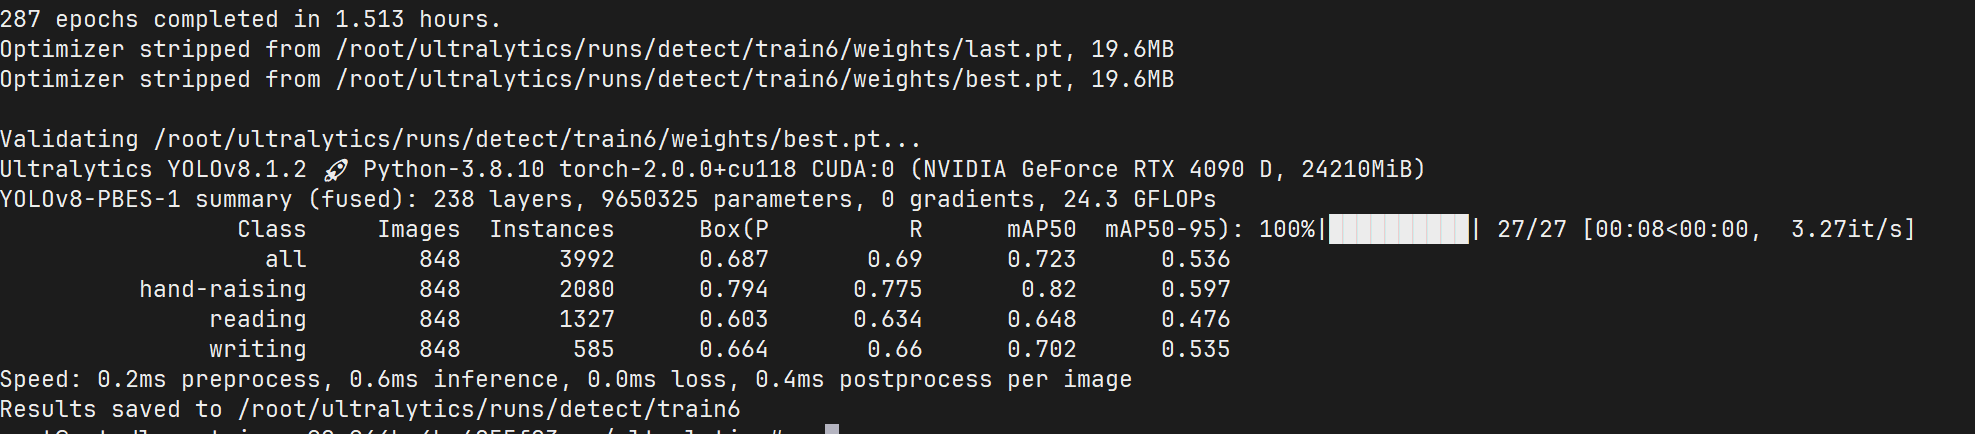 287 epochs completed in 1.513 hours.
Optimizer stripped from /root/ultralytics/runs/detect/train6/weights/last.pt, 19.6MB
Optimizer stripped from /root/ultralytics/runs/detect/train6/weights/best.pt, 19.6MB
Validating /root/ultralytics/runs/detect/train6/weights/best.pt...
Ultralytics YOLOv8.1.2 🚀 Python-3.8.10 torch-2.0.0+cu118 CUDA:0 (NVIDIA GeForce RTX 4090 D, 24210MiB)
YOLOv8-PBES-1 summary (fused): 238 layers, 9650325 parameters, 0 gradients, 24.3 GFLOPs
Class Images Instances Box(P R mAP50 mAP50-95): 100%|██████████| 27/27 [00:08<00:00, 3.27it/s]
all 848 3992 0.687 0.69 0.723 0.536
hand-raising 848 2080 0.794 0.775 0.82 0.597
reading 848 1327 0.603 0.634 0.648 0.476
writing 848 585 0.664 0.66 0.702 0.535
Speed: 0.2ms preprocess, 0.6ms inference, 0.0ms loss, 0.4ms postprocess per image
Results saved to /root/ultralytics/runs/detect/train6